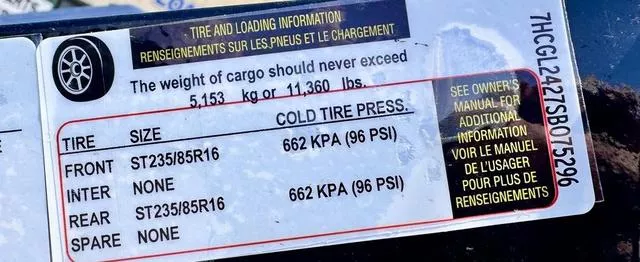 TIRE AND LOADING INFORMATION
RENSEIGNEMENTS SUR LES PNEUS ET LE CHARGEMENT
The weight of cargo should never exceed
5,153 kg or 11,360 lbs.
TIRE SIZE COLD TIRE PRESS.
FRONT ST235/85R16 662 KPA (96 PSI)
INTER NONE
REAR ST235/85R16 662 KPA (96 PSI)
SPARE NONE
SEE OWNER'S
MANUAL FOR
ADDITIONAL
INFORMATION
VOIR LE MANUEL
DE L'USAGER
POUR PLUS DE
RENSEIGNEMENTS
7HCGL2427SB075296